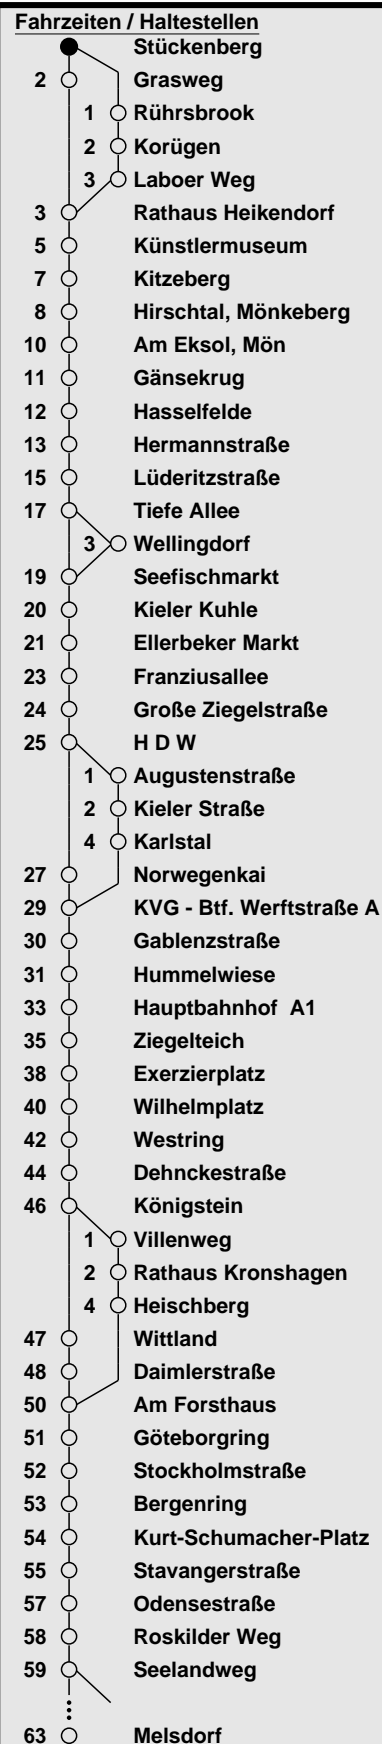 Fahrzeiten / Haltestellen
Stückenberg
2 Grasweg
1 Rührsbrook
2 Korügen
3 Laboer Weg
3 Rathaus Heikendorf
5 Künstlermuseum
7 Kitzeberg
8 Hirschtal, Mönkeberg
10 Am Eksol, Mön
11 Gänsekrug
12 Hasselfelde
13 Hermannstraße
15 Lüderitzstraße
17 Tiefe Allee
3 Wellingdorf
19 Seefischmarkt
20 Kieler Kuhle
21 Ellerbeker Markt
23 Franziusallee
24 Große Ziegelstraße
25 H D W
1 Augustenstraße
2 Kieler Straße
4 Karlstal
27 Norwegenkai
29 KVG - Btf. Werftstraße A
30 Gablenzstraße
31 Hummelwiese
33 Hauptbahnhof A1
35 Ziegelteich
38 Exerzierplatz
40 Wilhelmplatz
42 Westring
44 Dehnckestraße
46 Königstein
1 Villenweg
2 Rathaus Kronshagen
4 Heischberg
47 Wittland
48 Daimlerstraße
50 Am Forsthaus
51 Göteborgring
52 Stockholmstraße
53 Bergenring
54 Kurt-Schumacher-Platz
55 Stavangerstraße
57 Odensestraße
58 Roskilder Weg
59 Seelandweg
63 Melsdorf